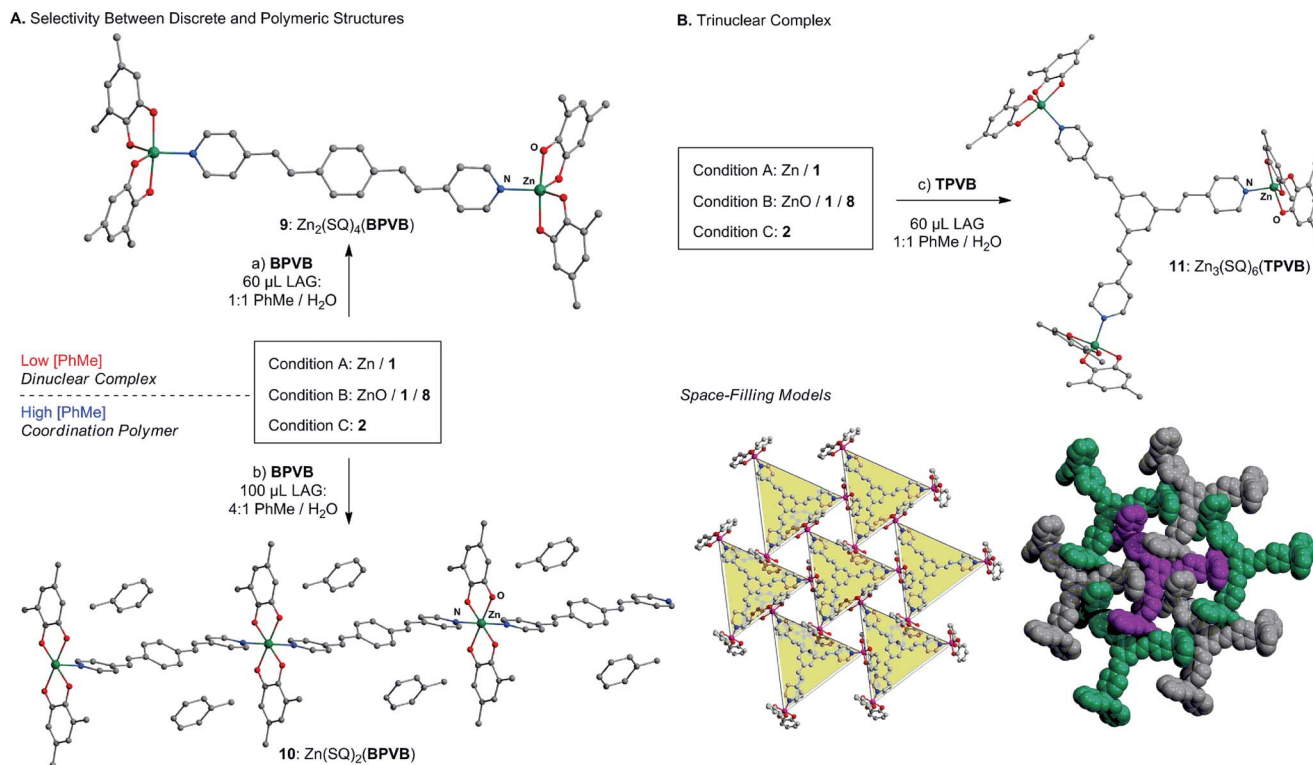 A. Selectivity Between Discrete and Polymeric Structures
O
N
Zn
9: Zn₂(SQ)₄(BPVB)
a) BPVB
60 µL LAG:
1:1 PhMe / H₂O
Low [PhMe]
Dinuclear Complex
High [PhMe]
Coordination Polymer
Condition A: Zn / 1
Condition B: ZnO / 1 / 8
Condition C: 2
b) BPVB
100 µL LAG:
4:1 PhMe / H₂O
N
O
Zn
10: Zn(SQ)₂(BPVB)
B. Trinuclear Complex
Condition A: Zn / 1
Condition B: ZnO / 1 / 8
Condition C: 2
c) TPVB
60 µL LAG
1:1 PhMe / H₂O
N
Zn
O
11: Zn₃(SQ)₆(TPVB)
Space-Filling Models